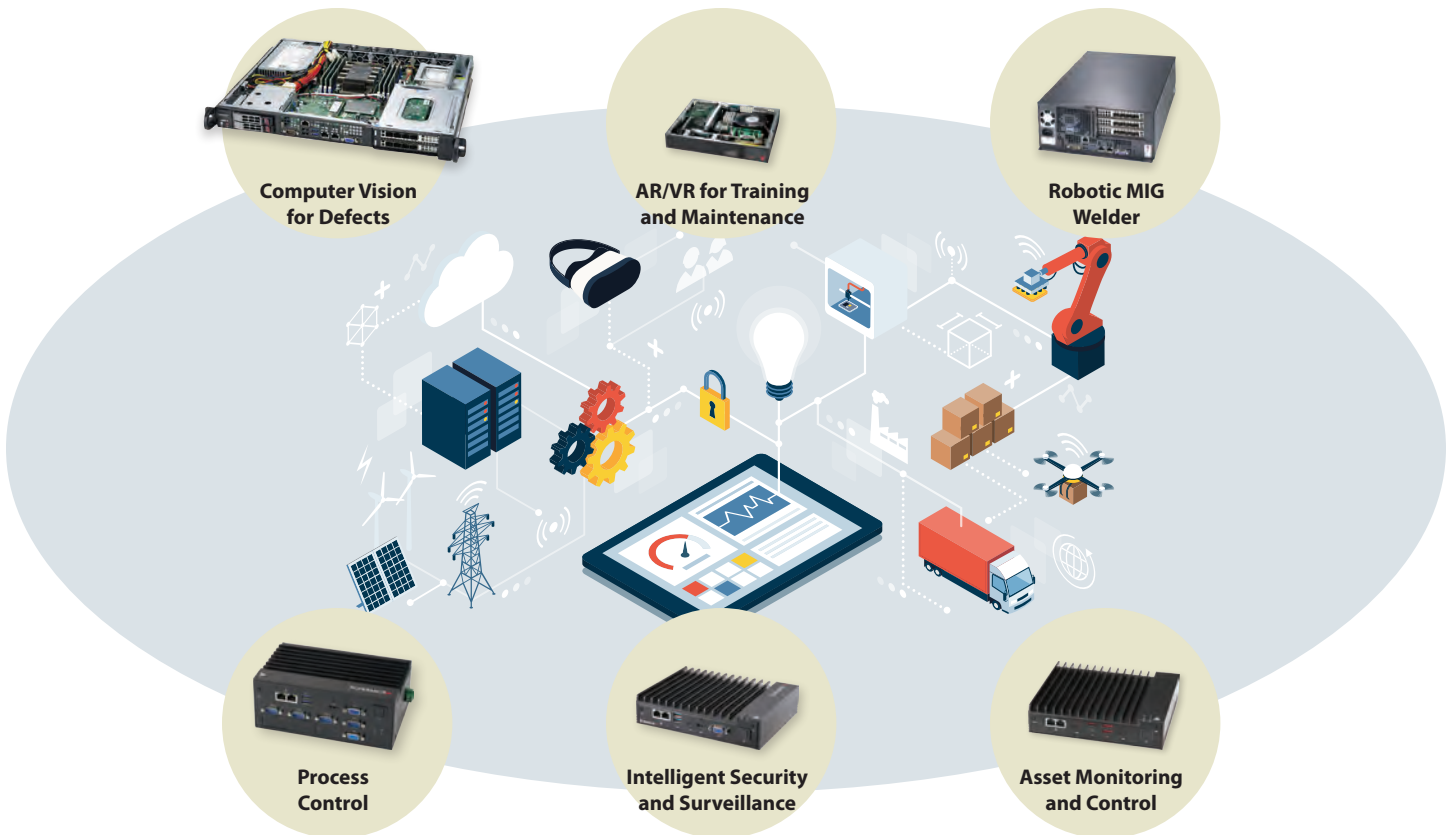 Computer Vision
for Defects
AR/VR for Training
and Maintenance
Robotic MIG
Welder
Process
Control
Intelligent Security
and Surveillance
Asset Monitoring
and Control